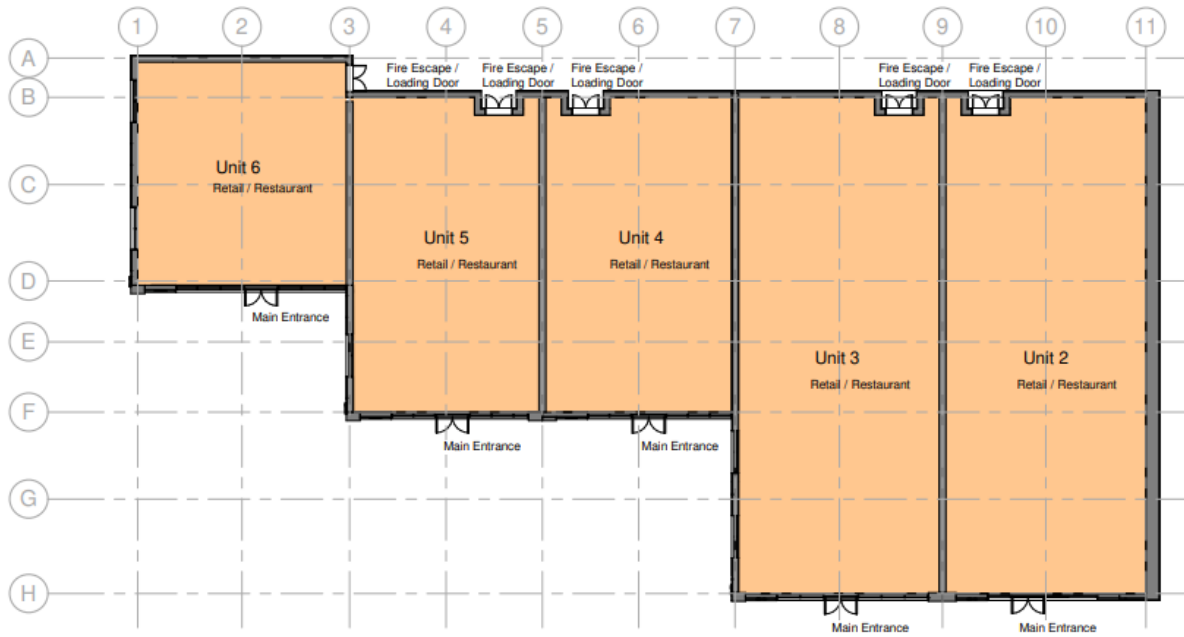 1 2 3 4 5 6 7 8 9 10 11
A
Fire Escape / Fire Escape / Fire Escape / Fire Escape / Fire Escape /
Loading Door Loading Door Loading Door Loading Door Loading Door
B
Unit 6
C
Retail / Restaurant
Unit 5 Unit 4
Retail / Restaurant Retail / Restaurant
D
Main Entrance
E
Unit 3 Unit 2
Retail / Restaurant Retail / Restaurant
F
Main Entrance Main Entrance
G
H
Main Entrance Main Entrance